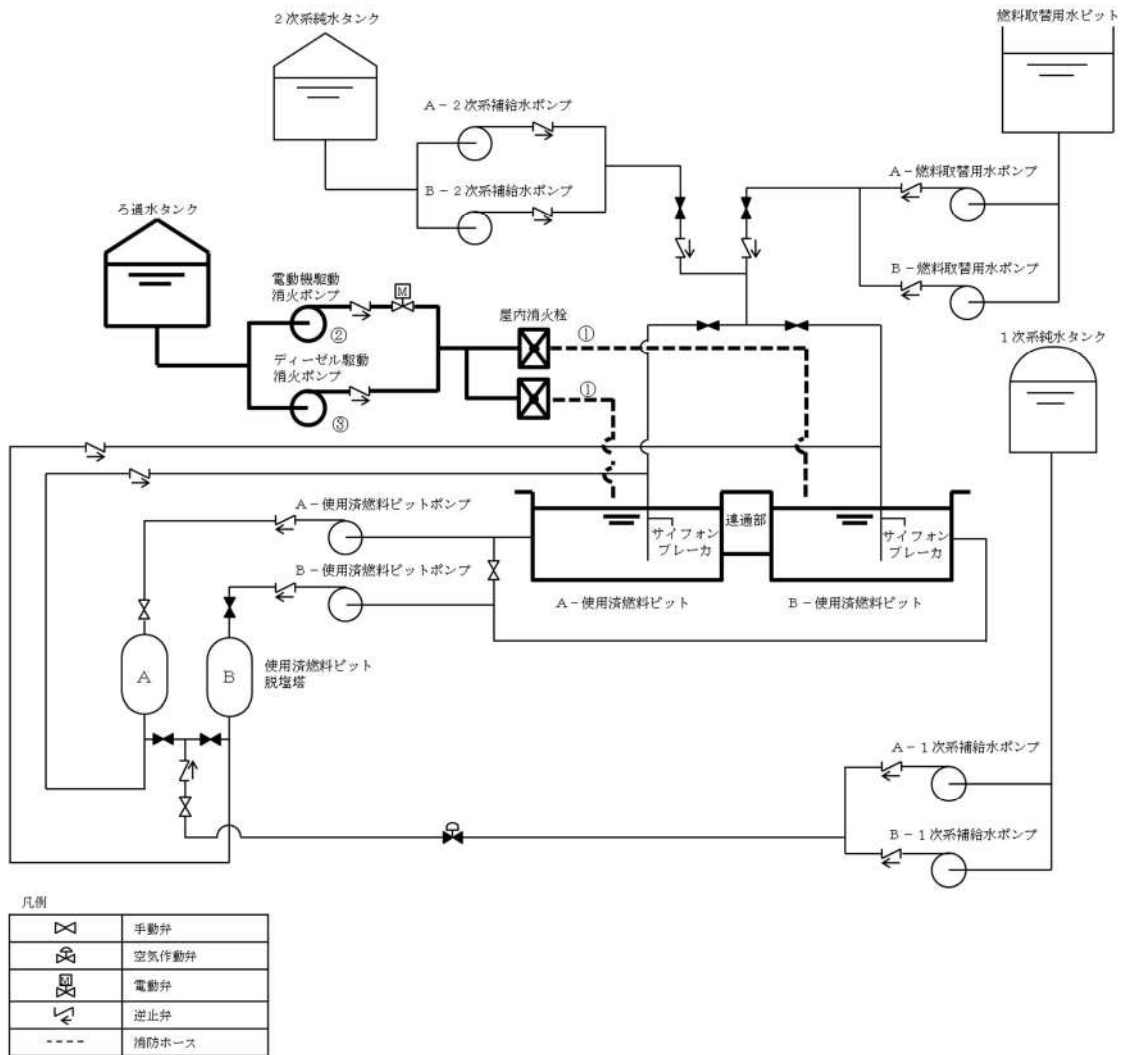 2次系純水タンク
燃料取替用水ピット
A-2次系補給水ポンプ
B-2次系補給水ポンプ
A-燃料取替用水ポンプ
B-燃料取替用水ポンプ
ろ過水タンク
電動機駆動
消火ポンプ
M
②
ディーゼル駆動
消火ポンプ
③
屋内消火栓
①
①
1次系純水タンク
A-使用済燃料ピットポンプ
B-使用済燃料ピットポンプ
連通部
サイフォン
ブレーカ
サイフォン
ブレーカ
A-使用済燃料ピット
B-使用済燃料ピット
A
B
使用済燃料ピット
脱塩塔
A-1次系補給水ポンプ
B-1次系補給水ポンプ
凡例
手動弁
空気作動弁
M
電動弁
逆止弁
消防ホース